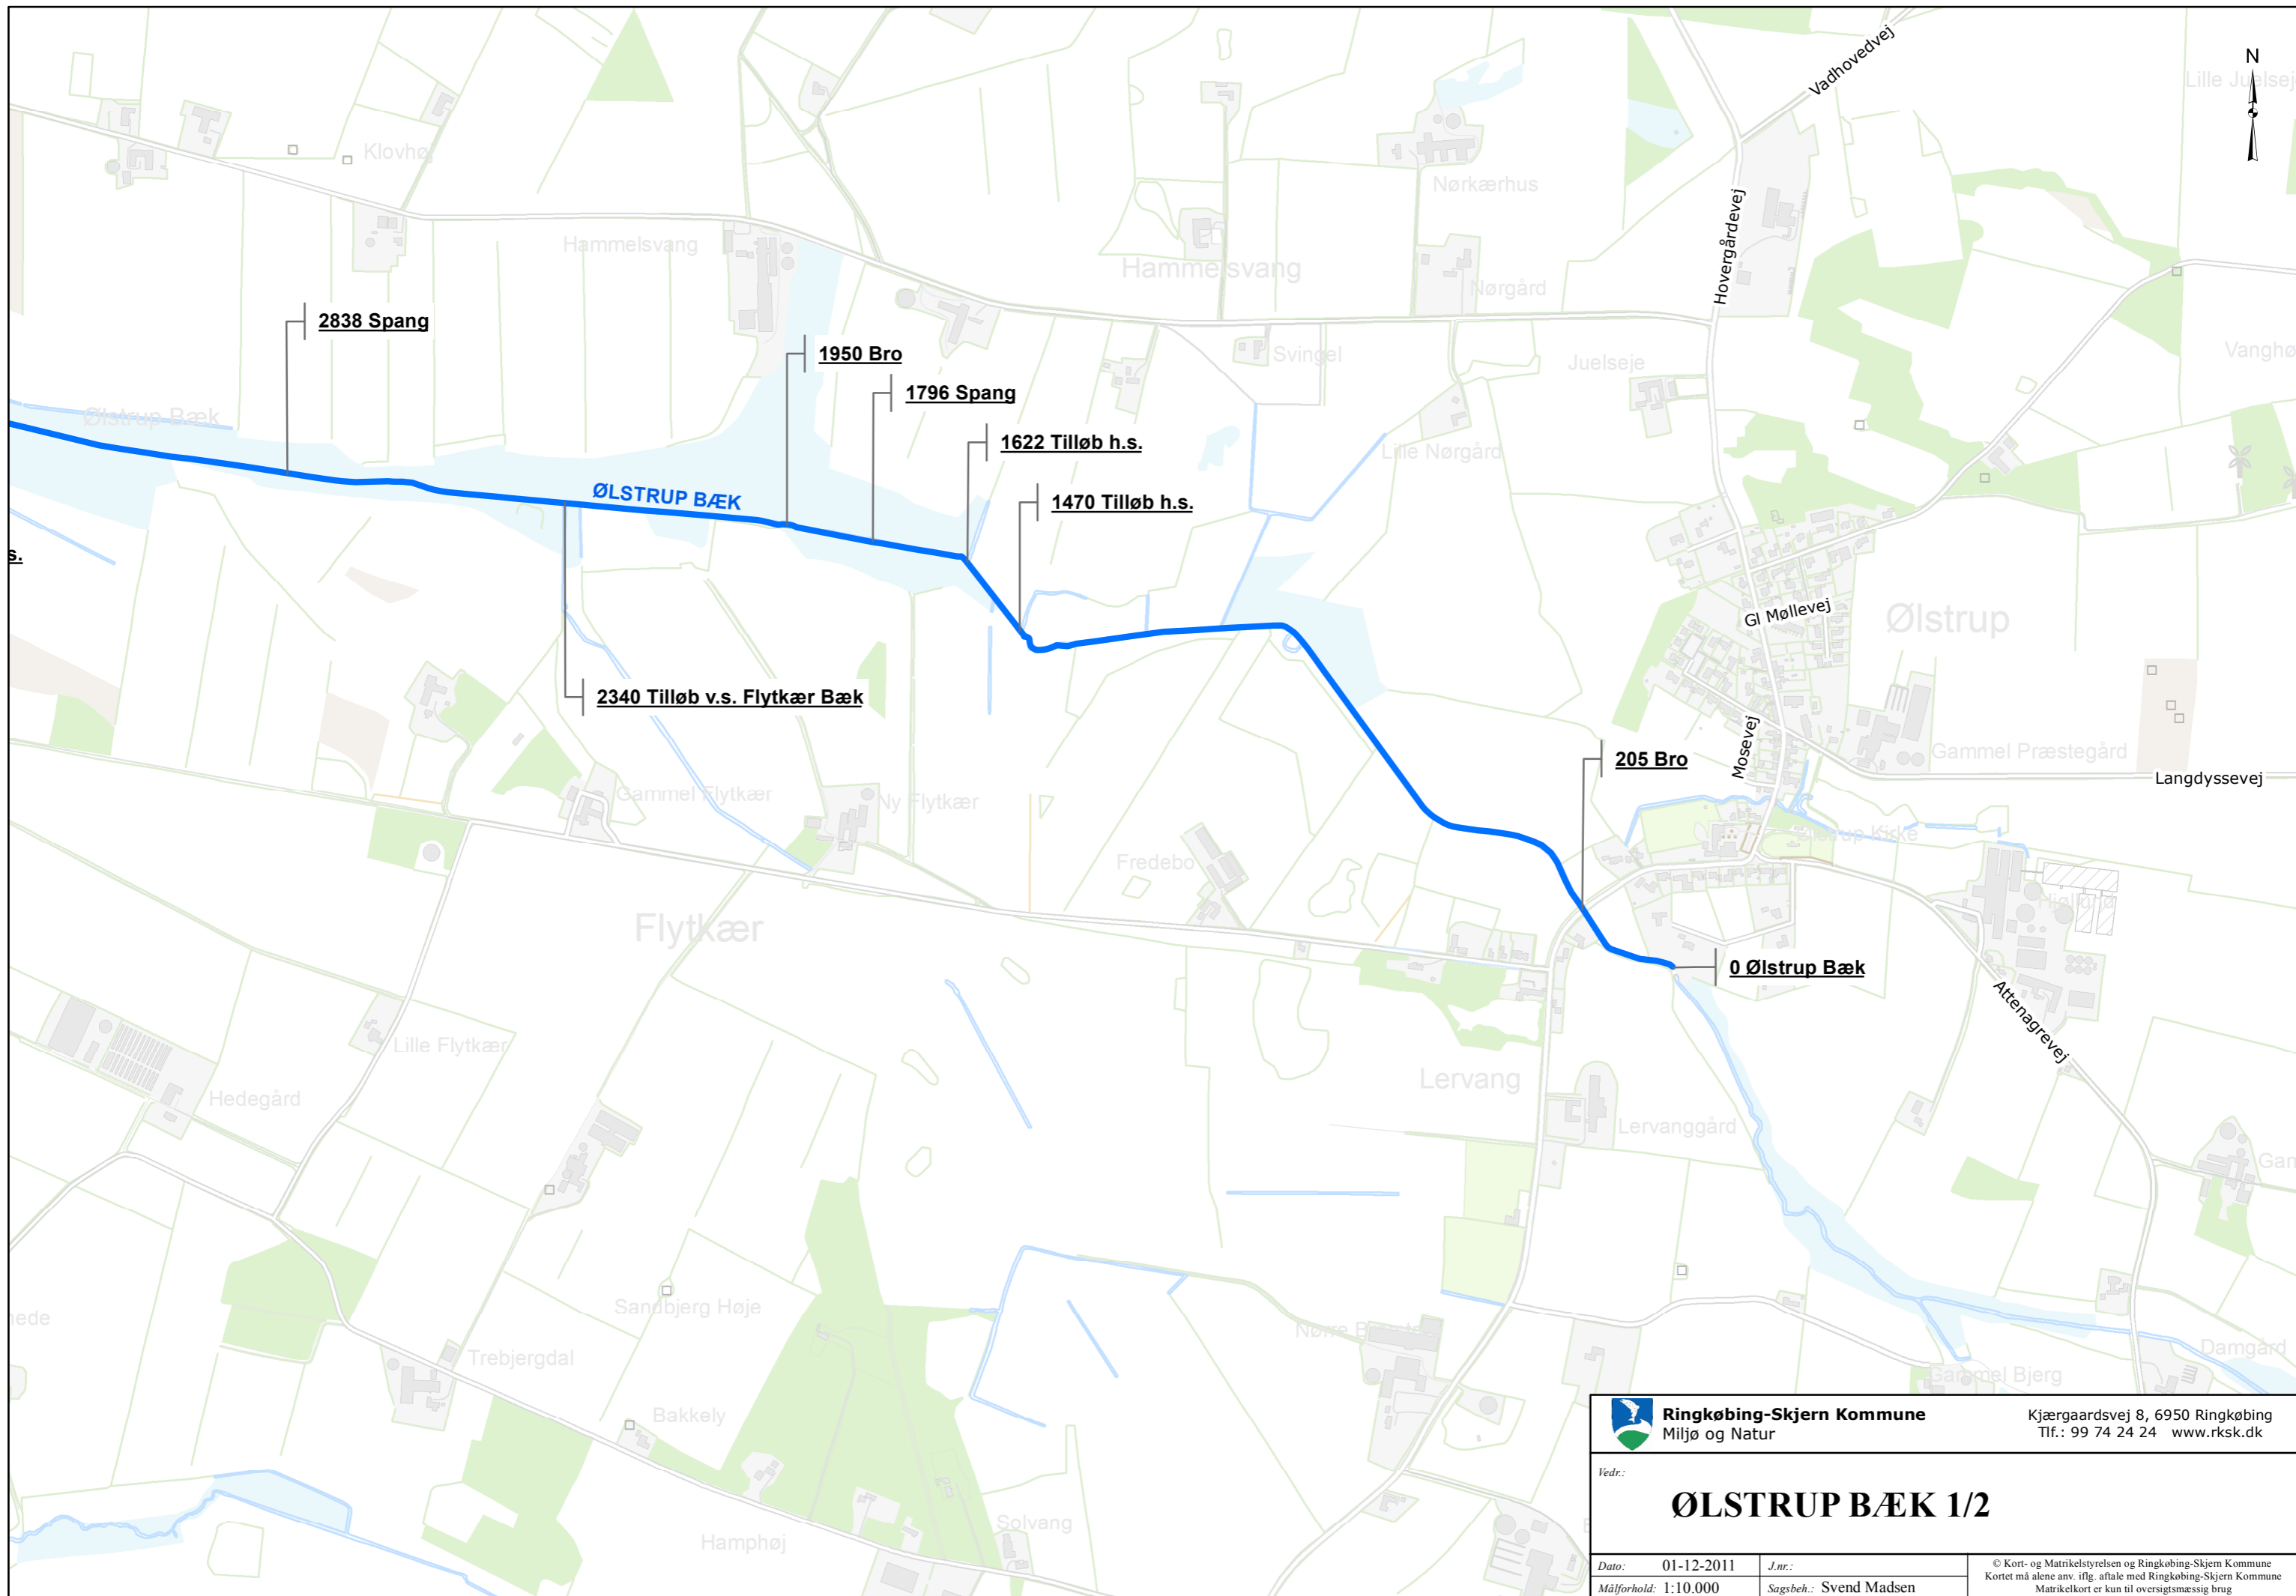 N
Vadhovedvej
Klovhøj
Nørkærhus
Hovergårdevej
Hammelsvang
Hammelsvang
Nørgård
2838 Spang
1950 Bro
Svingel
Juelseje
1796 Spang
Ølstrup Bæk
1622 Tilløb h.s.
Lille Nørgård
ØLSTRUP BÆK
1470 Tilløb h.s.
s.
Gl Møllevej
Ølstrup
2340 Tilløb v.s. Flytkær Bæk
Mosevej
205 Bro
Gammel Præstegård
Langdyssevej
Gammel Flytkær
Ny Flytkær
Fredebo
Flytkær
0 Ølstrup Bæk
Attenagrevej
Lille Flytkær
Lervang
Hedegård
Lervanggård
Sandbjerg Høje
Trebjergdal
Damgård
Gammel Bjerg
Bakkely
Solvang
Hamphøj
Ringkøbing-Skjern Kommune
Miljø og Natur
Kjærgaardsvej 8, 6950 Ringkøbing
Tlf.: 99 74 24 24 www.rksk.dk
Vedr.:
ØLSTRUP BÆK 1/2
Dato: 01-12-2011
J.nr.:
Målforhold: 1:10.000
Sagsbeh.: Svend Madsen
© Kort- og Matrikelstyrelsen og Ringkøbing-Skjern Kommune
Kortet må alene anv. iflg. aftale med Ringkøbing-Skjern Kommune
Matrikelkort er kun til oversigtsmæssig brug